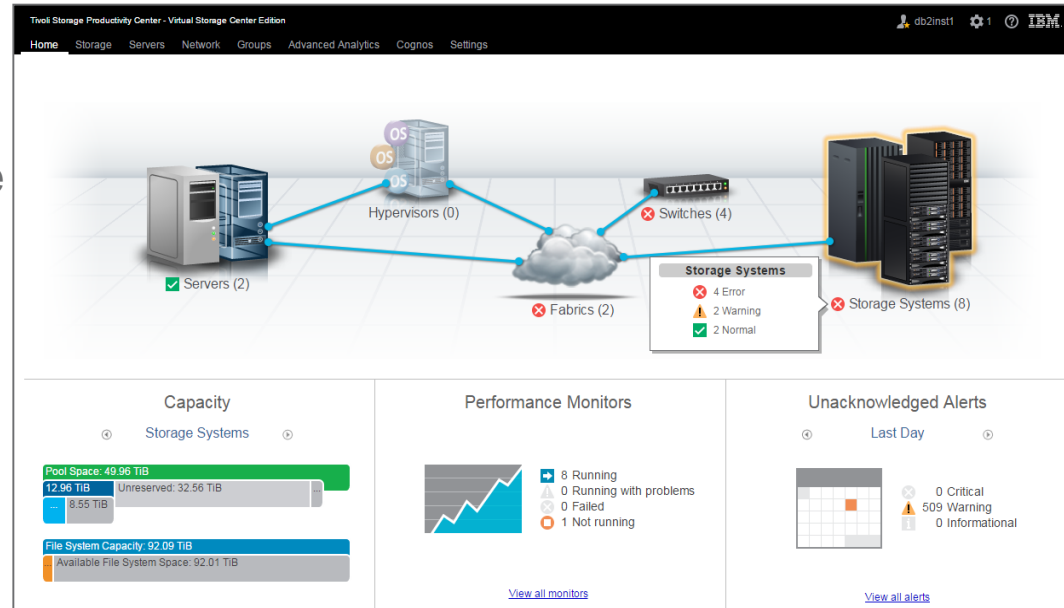 Tivoli Storage Productivity Center - Virtual Storage Center Edition
db2inst1
1
IBM
Home Storage Servers Network Groups Advanced Analytics Cognos Settings
e
OS
OS
OS
Hypervisors (0)
Switches (4)
Servers (2)
Fabrics (2)
Storage Systems
4 Error
2 Warning
2 Normal
Storage Systems (8)
Capacity
Storage Systems
Pool Space: 49.96 TiB
12.96 TiB Unreserved: 32.56 TiB ...
... 8.55 TiB
File System Capacity: 92.09 TiB
... Available File System Space: 92.01 TiB
Performance Monitors
8 Running
0 Running with problems
0 Failed
1 Not running
View all monitors
Unacknowledged Alerts
Last Day
0 Critical
509 Warning
0 Informational
View all alerts